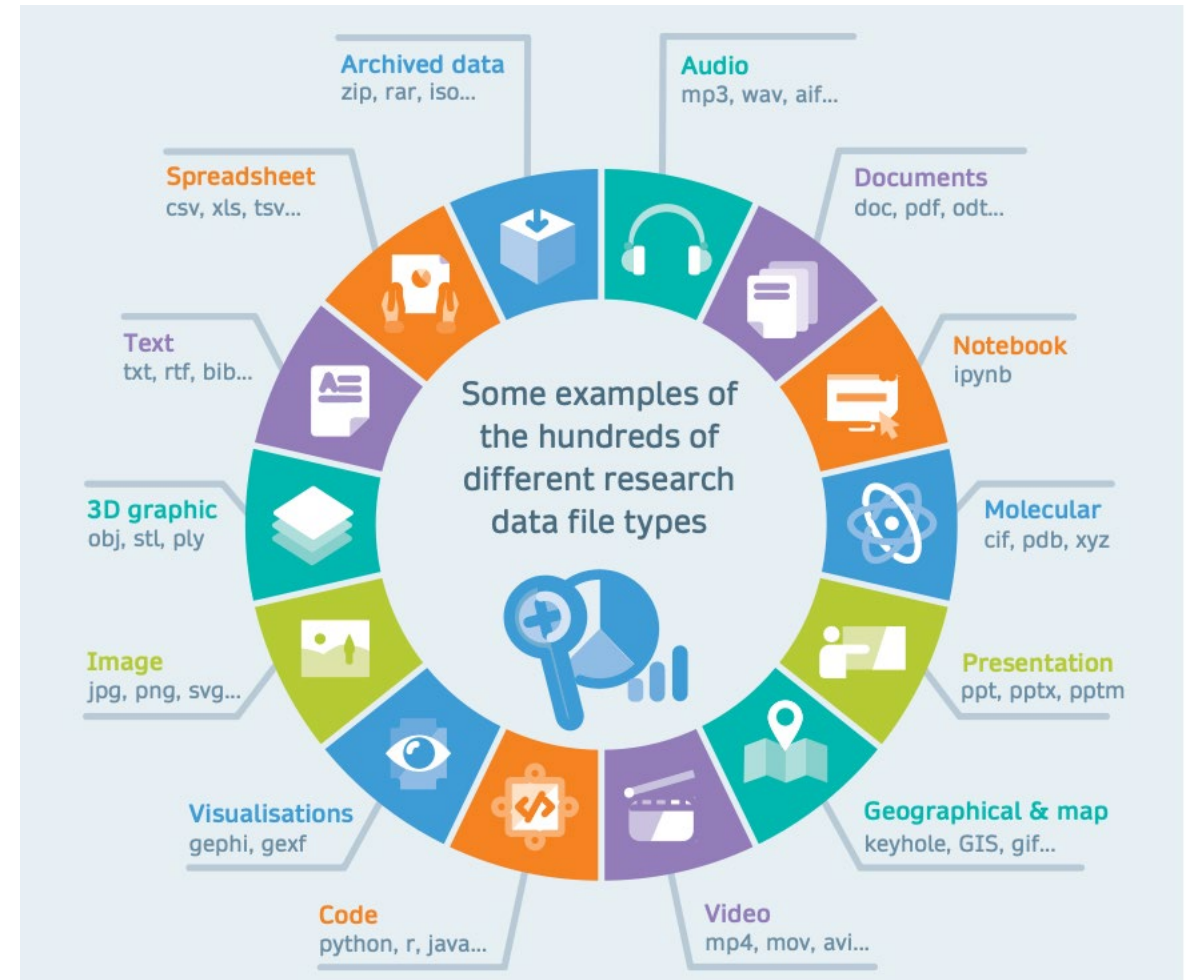 Archived data
zip, rar, iso...
Audio
mp3, wav, aif...
Spreadsheet
csv, xls, tsv...
Documents
doc, pdf, odt...
Text
txt, rtf, bib...
Notebook
ipynb
Some examples of
the hundreds of
different research
data file types
3D graphic
obj, stl, ply
Molecular
cif, pdb, xyz
Image
jpg, png, svg...
Presentation
ppt, pptx, pptm
Visualisations
gephi, gexf
Geographical & map
keyhole, GIS, gif...
Code
python, r, java...
Video
mp4, mov, avi...